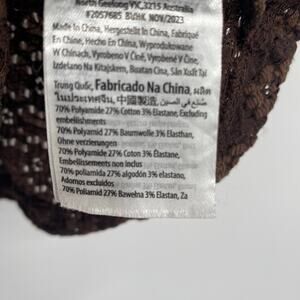 North Geelong VIC,3215 Australia
#2057685 BldHK NOV/2023
Made In China, Hergestellt In China, Fabriqué
En Chine, Hecho En China, Wyprodukowane
W Chinach, Vyrobeno V Číně, Vyrobené V Číne,
Izdelano Na Kitajskem, Buatan Cina, Sản Xuất Tại
Trung Quốc, Fabricado Na China, ผลิต
ในประเทศจีน, 中國製造, صنع في الصين
70% Polyamide 27% Cotton 3% Elastane, Excluding
embellishments
70% Polyamid 27% Baumwolle 3% Elasthan,
Ohne verzierungen
70% Polyamide 27% Coton 3% Élastane,
Embellissements non inclus
70% poliamida 27% algodón 3% elastano,
Adornos excluidos
70% Poliamid 27% Bawełna 3% Elastan, Za